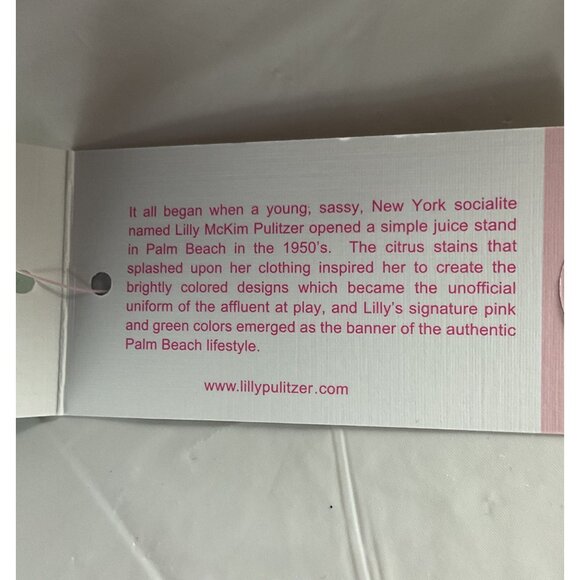 It all began when a young, sassy, New York socialite
named Lilly McKim Pulitzer opened a simple juice stand
in Palm Beach in the 1950's. The citrus stains that
splashed upon her clothing inspired her to create the
brightly colored designs which became the unofficial
uniform of the affluent at play, and Lilly's signature pink
and green colors emerged as the banner of the authentic
Palm Beach lifestyle.
www.lillypulitzer.com